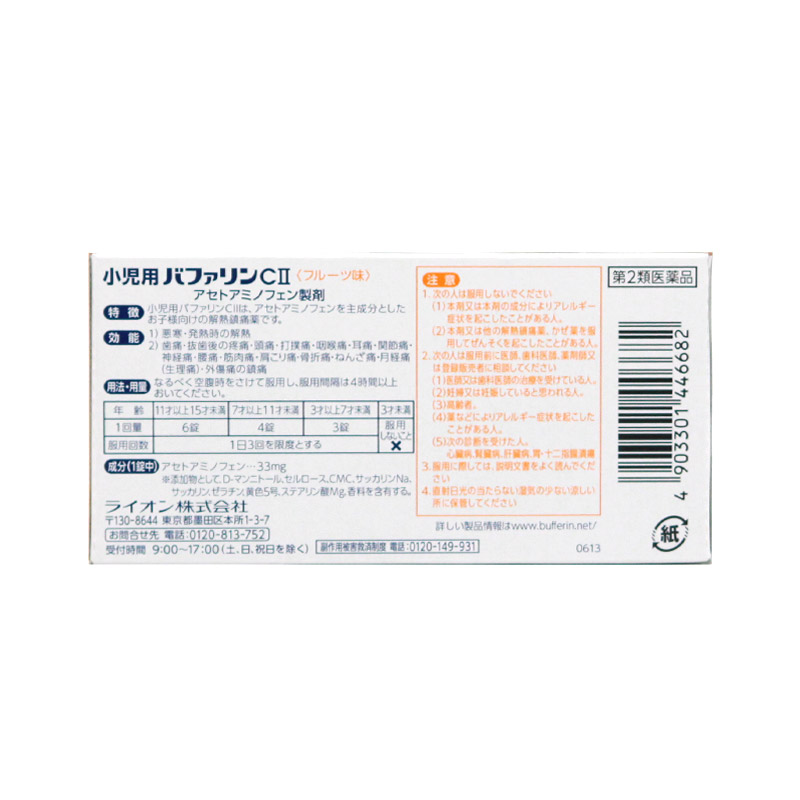 小児用バファリンCⅡ〈フルーツ味〉
アセトアミノフェン製剤
特徴 小児用バファリンCⅡは、アセトアミノフェンを主成分とした
お子様向けの解熱鎮痛薬です。
効能 1) 悪寒・発熱時の解熱
2) 歯痛・抜歯後の疼痛・頭痛・打撲痛・咽喉痛・耳痛・関節痛・
神経痛・腰痛・筋肉痛・肩こり痛・骨折痛・ねんざ痛・月経痛
(生理痛)・外傷痛の鎮痛
用法・用量 なるべく空腹時をさけて服用し、服用間隔は4時間以上
おいてください。
年齢 11才以上15才未満 7才以上11才未満 3才以上7才未満 3才未満
1回量 6錠 4錠 3錠 服用しないこと ×
服用回数 1日3回を限度とする
成分(1錠中) アセトアミノフェン…33mg
※添加物として、D-マンニトール、セルロース、CMC、サッカリンNa、
サッカリン、ゼラチン、黄色5号、ステアリン酸Mg、香料を含有する。
ライオン株式会社
〒130-8644 東京都墨田区本所1-3-7
お問合せ先 電話:0120-813-752
受付時間 9:00〜17:00(土、日、祝日を除く)
副作用被害救済制度 電話:0120-149-931
注意
1. 次の人は服用しないでください
(1) 本剤又は本剤の成分によりアレルギー
症状を起こしたことがある人。
(2) 本剤又は他の解熱鎮痛薬、かぜ薬を服
用してぜんそくを起こしたことがある人。
2. 次の人は服用前に医師、歯科医師、薬剤師又
は登録販売者に相談してください
(1) 医師又は歯科医師の治療を受けている人。
(2) 妊婦又は妊娠していると思われる人。
(3) 高齢者。
(4) 薬などによりアレルギー症状を起こした
ことがある人。
(5) 次の診断を受けた人。
心臓病、腎臓病、肝臓病、胃・十二指腸潰瘍
3. 服用に際しては、説明文書をよく読んでくだ
さい
4. 直射日光の当たらない湿気の少ない涼しい所
に保管してください
詳しい製品情報はwww.bufferin.net/
0613
第2類医薬品
4 903301 446682
紙